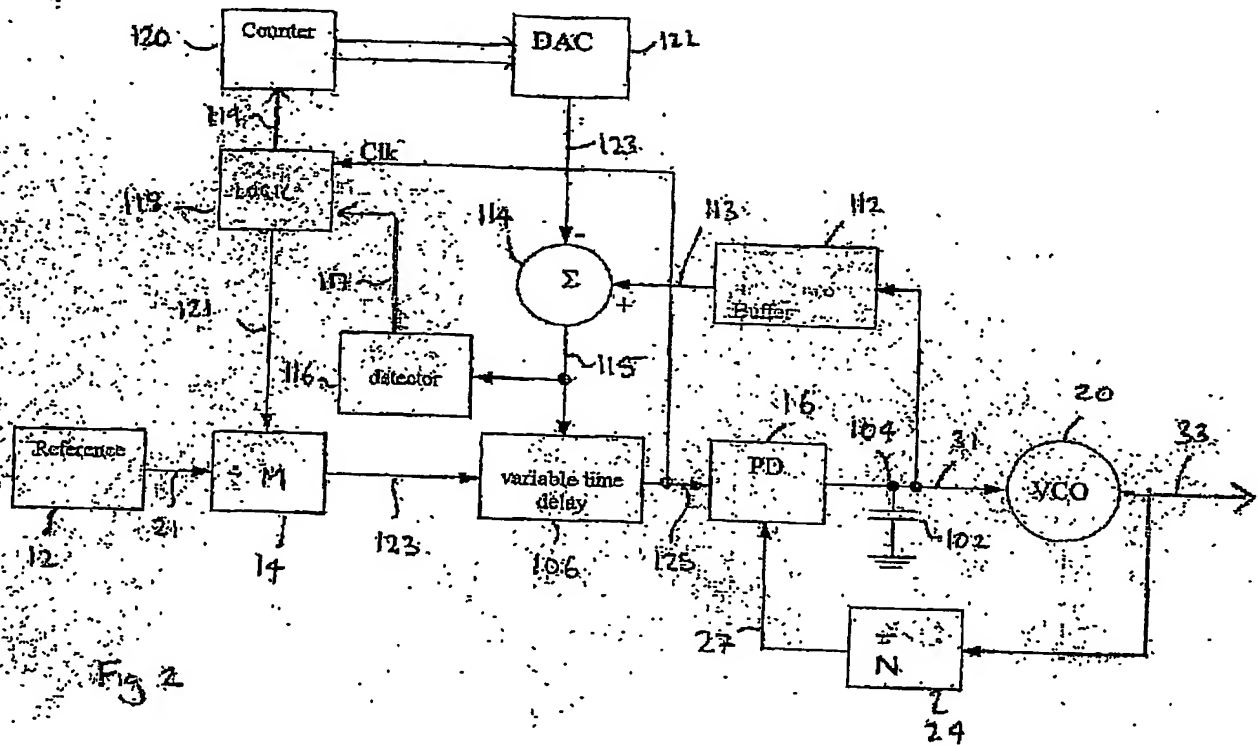 120
Counter
DAC
122
119
Clk
123
118
LOGIC
114
113
112
Σ
-
+
Buffer
117
121
115
116
detector
16
104
20
33
Reference
÷ M
variable time
delay
PD
31
VCO
21
125
102
12
14
123
106
27
N
24
Fig 2